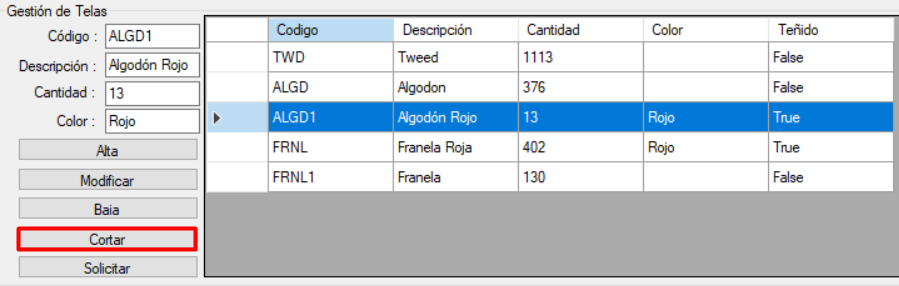 Gestión de Telas
Código : ALGD1
Descripción : Algodón Rojo
Cantidad : 13
Color : Rojo
Alta
Modificar
Baja
Cortar
Solicitar
Codigo Descripción Cantidad Color Teñido
TWD Tweed 1113 False
ALGD Algodon 376 False
ALGD1 Algodón Rojo 13 Rojo True
FRNL Franela Roja 402 Rojo True
FRNL1 Franela 130 False